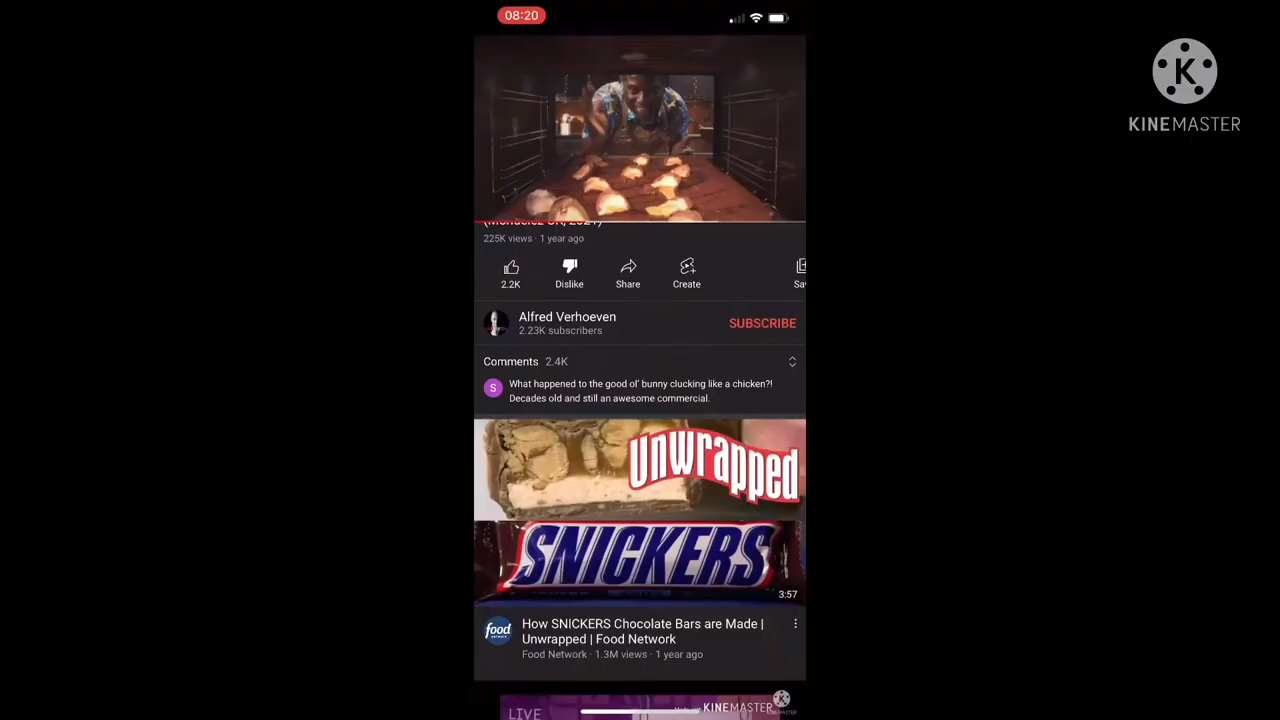 08:20
KINEMASTER
225K views · 1 year ago
2.2K
Dislike
Share
Create
Alfred Verhoeven
2.23K subscribers
SUBSCRIBE
Comments 2.4K
S
What happened to the good ol' bunny clucking like a chicken?!
Decades old and still an awesome commercial.
Unwrapped
SNICKERS
3:57
food
How SNICKERS Chocolate Bars are Made |
Unwrapped | Food Network
Food Network · 1.3M views · 1 year ago
LIVE
KINEMASTER